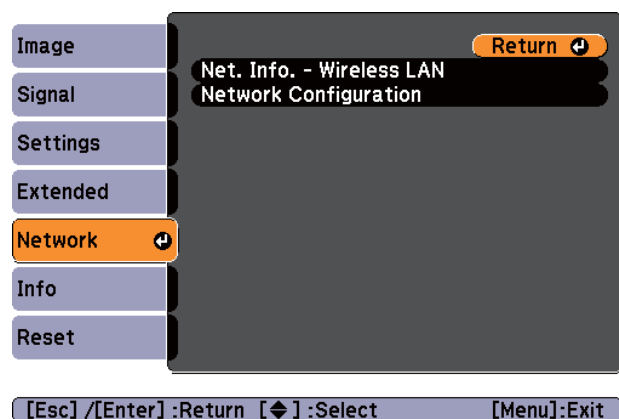 Image
Signal
Settings
Extended
Network
Info
Reset
Return
Net. Info. - Wireless LAN
Network Configuration
[Esc] /[Enter] :Return [◆] :Select [Menu]:Exit